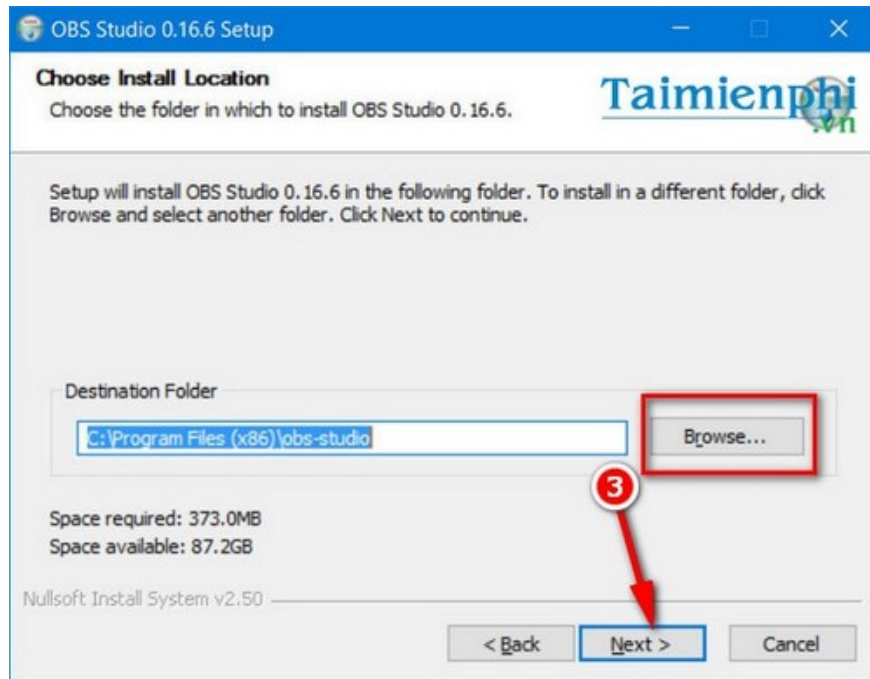 OBS Studio 0.16.6 Setup
Choose Install Location
Choose the folder in which to install OBS Studio 0.16.6.
Taimienphi
.vn
Setup will install OBS Studio 0.16.6 in the following folder. To install in a different folder, click
Browse and select another folder. Click Next to continue.
Destination Folder
C:\Program Files (x86)\obs-studio
Browse...
3
Space required: 373.0MB
Space available: 87.2GB
Nullsoft Install System v2.50
< Back
Next >
Cancel